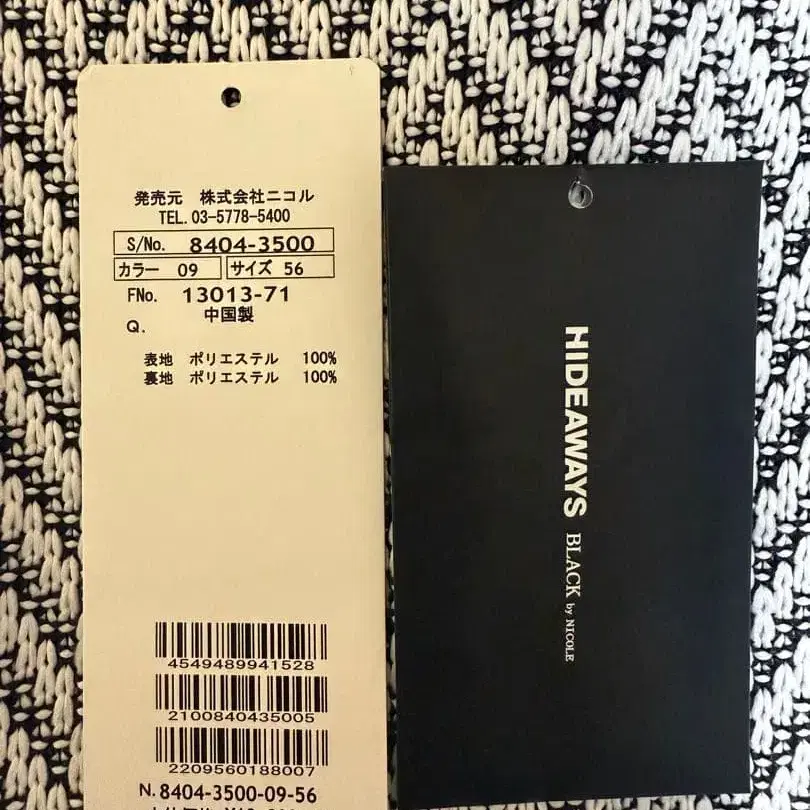 発売元 株式会社ニコル
TEL.03-5778-5400
S/No. 8404-3500
カラー 09 サイズ 56
FNo. 13013-71
中国製
Q.
表地 ポリエステル 100%
裏地 ポリエステル 100%
4549489941528
2100840435005
2209560188007
N.8404-3500-09-56
HIDEAWAYS BLACK by NICOLE